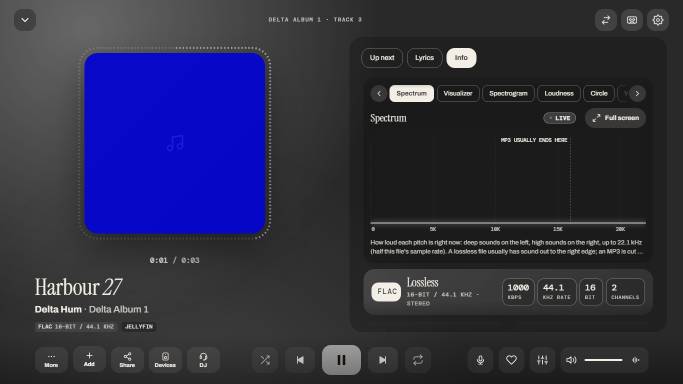 DELTA ALBUM 1 · TRACK 3
Up next
Lyrics
Info
Spectrum
Visualizer
Spectrogram
Loudness
Circle
Spectrum
LIVE
Full screen
MP3 USUALLY ENDS HERE
0 5K 10K 15K 20K
How loud each pitch is right now: deep sounds on the left, high sounds on the right, up to 22.1 kHz
(half this file's sample rate). A lossless file usually has sound out to the right edge; an MP3 is cut ...
0:01 / 0:03
Harbour 27
Delta Hum · Delta Album 1
FLAC 16-BIT / 44.1 KHZ
JELLYFIN
FLAC
Lossless
16-BIT / 44.1 KHZ ·
STEREO
1000
KBPS
44.1
KHZ RATE
16
BIT
2
CHANNELS
More
Add
Share
Devices
DJ